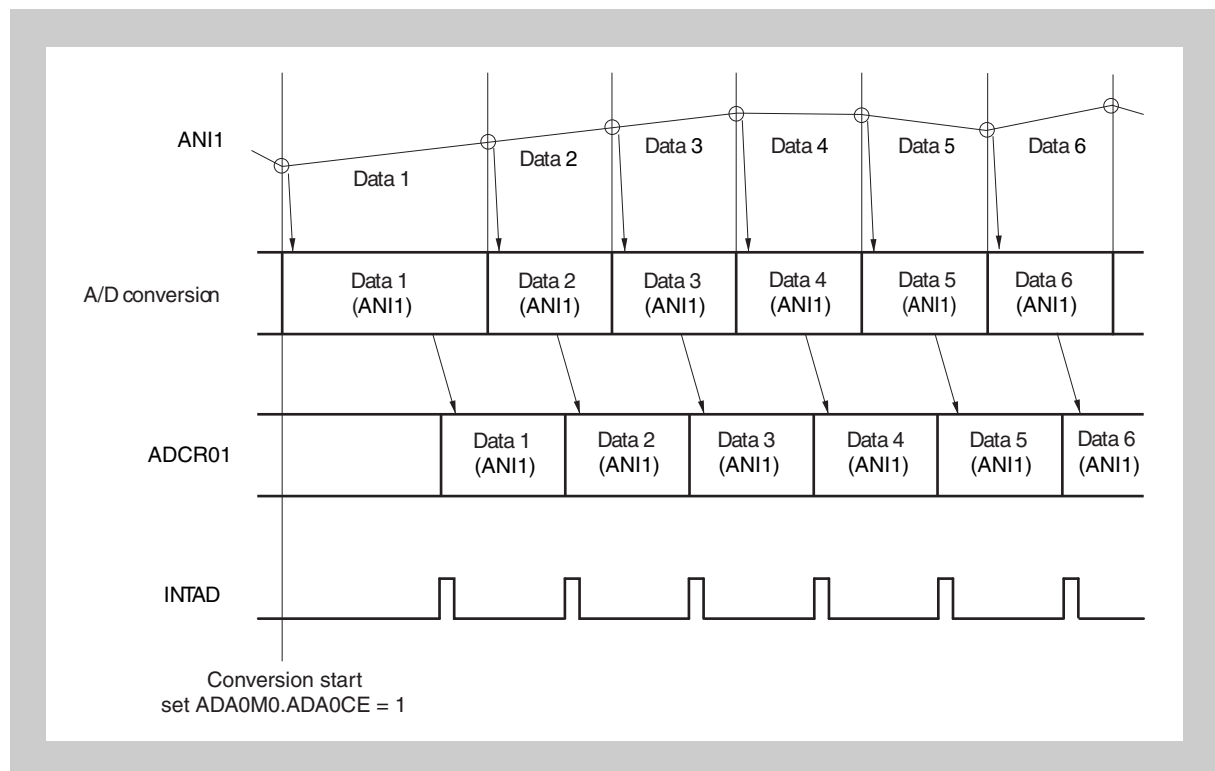 ANI1
Data 1
Data 2
Data 3
Data 4
Data 5
Data 6
A/D conversion
Data 1
(ANI1)
Data 2
(ANI1)
Data 3
(ANI1)
Data 4
(ANI1)
Data 5
(ANI1)
Data 6
(ANI1)
ADCR01
Data 1
(ANI1)
Data 2
(ANI1)
Data 3
(ANI1)
Data 4
(ANI1)
Data 5
(ANI1)
Data 6
(ANI1)
INTAD
Conversion start
set ADA0M0.ADA0CE = 1